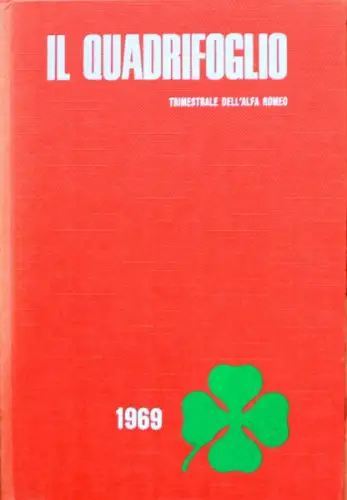 IL QUADRIFOGLIO
TRIMESTRALE DELL'ALFA ROMEO
1969